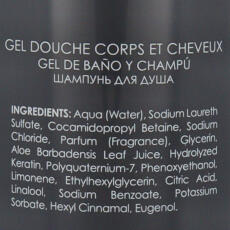 GEL DOUCHE CORPS ET CHEVEUX
GEL DE BAÑO Y CHAMPÚ
ШАМПУНЬ ДЛЯ ДУША
INGREDIENTS: Aqua (Water), Sodium Laureth
Sulfate, Cocamidopropyl Betaine, Sodium
Chloride, Parfum (Fragrance), Glycerin,
Aloe Barbadensis Leaf Juice, Hydrolyzed
Keratin, Polyquaternium-7, Phenoxyethanol,
Limonene, Ethylhexylglycerin, Citric Acid,
Linalool, Sodium Benzoate, Potassium
Sorbate, Hexyl Cinnamal, Eugenol.